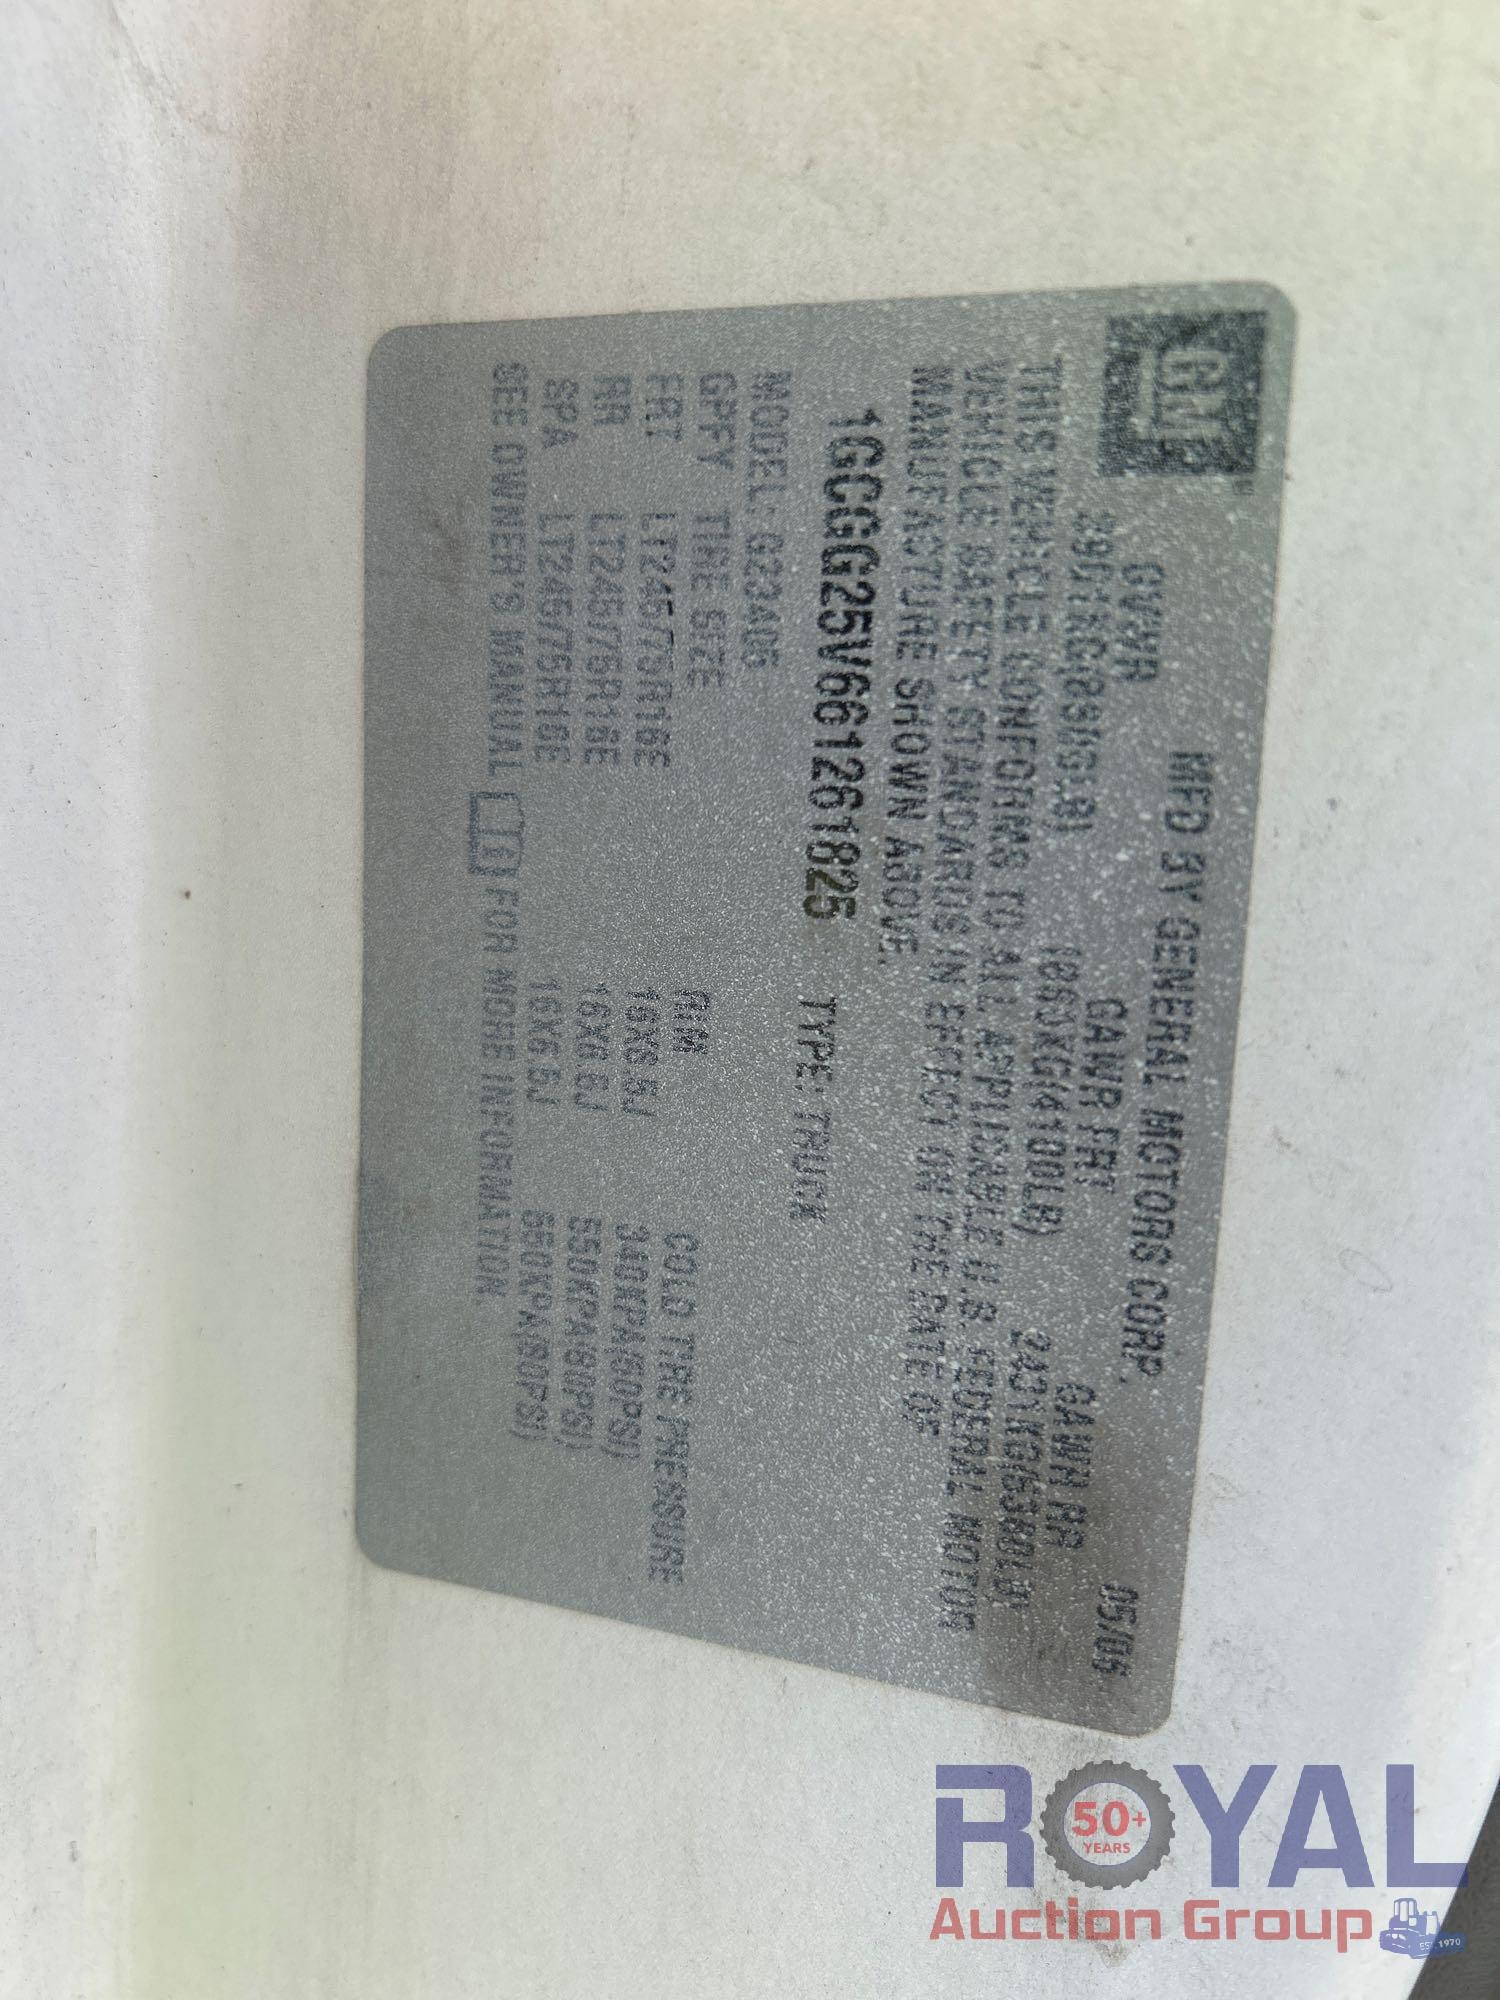 GM
MFD BY GENERAL MOTORS CORP. 05/06
GVWR GAWR FRT GAWR RR
3901KG(8600LB) 1860KG(4100LB) 2431KG(5360LB)
THIS VEHICLE CONFORMS TO ALL APPLICABLE U.S. FEDERAL MOTOR
VEHICLE SAFETY STANDARDS IN EFFECT ON THE DATE OF
MANUFACTURE SHOWN ABOVE.
1GCGG25V661261825 TYPE: TRUCK
MODEL: G23405
GPFY TIRE SIZE RIM COLD TIRE PRESSURE
FRT LT245/75R16E 16X6.5J 340KPA(50PSI)
RR LT245/75R16E 16X6.5J 550KPA(80PSI)
SPA LT245/75R16E 16X6.5J 550KPA(80PSI)
SEE OWNER'S MANUAL FOR MORE INFORMATION.
ROYAL
50+
YEARS
Auction Group
EST. 1970